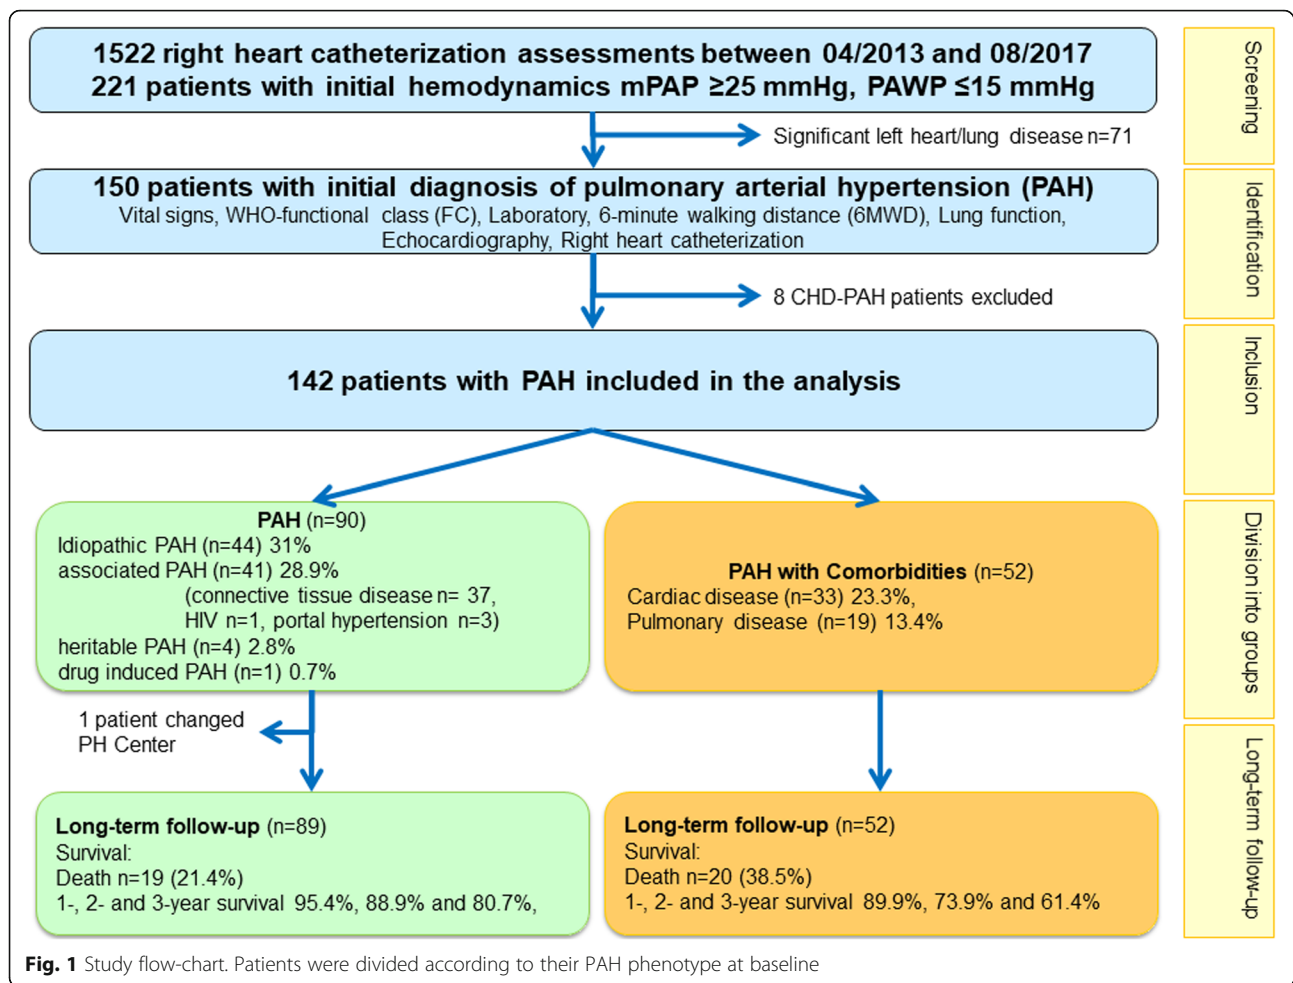 1522 right heart catheterization assessments between 04/2013 and 08/2017
221 patients with initial hemodynamics mPAP ≥25 mmHg, PAWP ≤15 mmHg
Screening
Significant left heart/lung disease n=71
150 patients with initial diagnosis of pulmonary arterial hypertension (PAH)
Vital signs, WHO-functional class (FC), Laboratory, 6-minute walking distance (6MWD), Lung function,
Echocardiography, Right heart catheterization
Identification
8 CHD-PAH patients excluded
142 patients with PAH included in the analysis
Inclusion
PAH (n=90)
Idiopathic PAH (n=44) 31%
associated PAH (n=41) 28.9%
(connective tissue disease n= 37,
HIV n=1, portal hypertension n=3)
heritable PAH (n=4) 2.8%
drug induced PAH (n=1) 0.7%
PAH with Comorbidities (n=52)
Cardiac disease (n=33) 23.3%,
Pulmonary disease (n=19) 13.4%
Division into groups
1 patient changed
PH Center
Long-term follow-up (n=89)
Survival:
Death n=19 (21.4%)
1-, 2- and 3-year survival 95.4%, 88.9% and 80.7%,
Long-term follow-up (n=52)
Survival:
Death n=20 (38.5%)
1-, 2- and 3-year survival 89.9%, 73.9% and 61.4%
Long-term follow-up
Fig. 1 Study flow-chart. Patients were divided according to their PAH phenotype at baseline